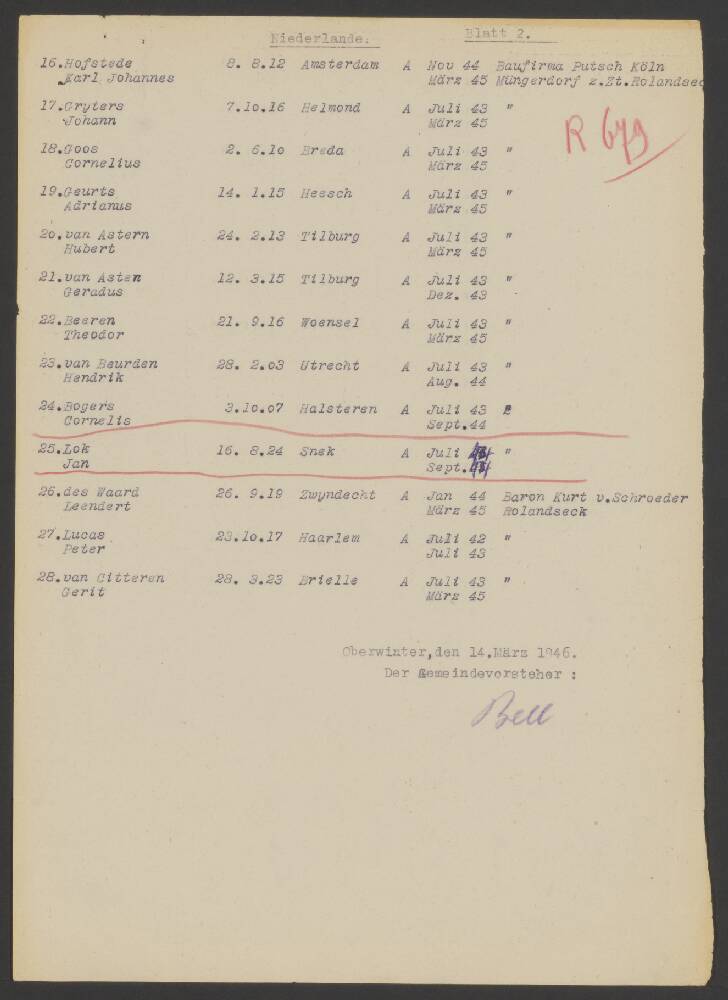 Niederlande. Blatt 2.
16.Hofstede 8. 8.12 Amsterdam A Nov 44 Baufirma Putsch Köln
Karl Johannes März 45 Müngerdorf z.Zt.Rolandsec
17.Gryters 7.10.16 Helmond A Juli 43 "
Johann März 45
R 679
18.Goos 2. 6.10 Breda A Juli 43 "
Cornelius März 45
19.Geurts 14. 1.15 Heesch A Juli 43 "
Adrianus März 45
20.van Astern 24. 2.13 Tilburg A Juli 43 "
Hubert März 45
21.van Asten 12. 3.15 Tilburg A Juli 43 "
Geradus Dez. 43
22.Beeren 21. 9.16 Woensel A Juli 43 "
Theodor März 45
23.van Beurden 28. 2.03 Utrecht A Juli 43 "
Hendrik Aug. 44
24.Bogers 3.10.07 Halsteren A Juli 43
Cornelis Sept.44
25.Lok 16. 8.24 Snek A Juli "
Jan Sept.
26.des Waard 26. 9.19 Zwyndecht A Jan 44 Baron Kurt v.Schroeder
Leendert März 45 Rolandseck
27.Lucas 23.10.17 Haarlem A Juli 42 "
Peter Juli 43
28.van Citteren 28. 3.23 Brielle A Juli 43 "
Gerit März 45
Oberwinter,den 14.März 1946.
Der Gemeindevorsteher :
Bell